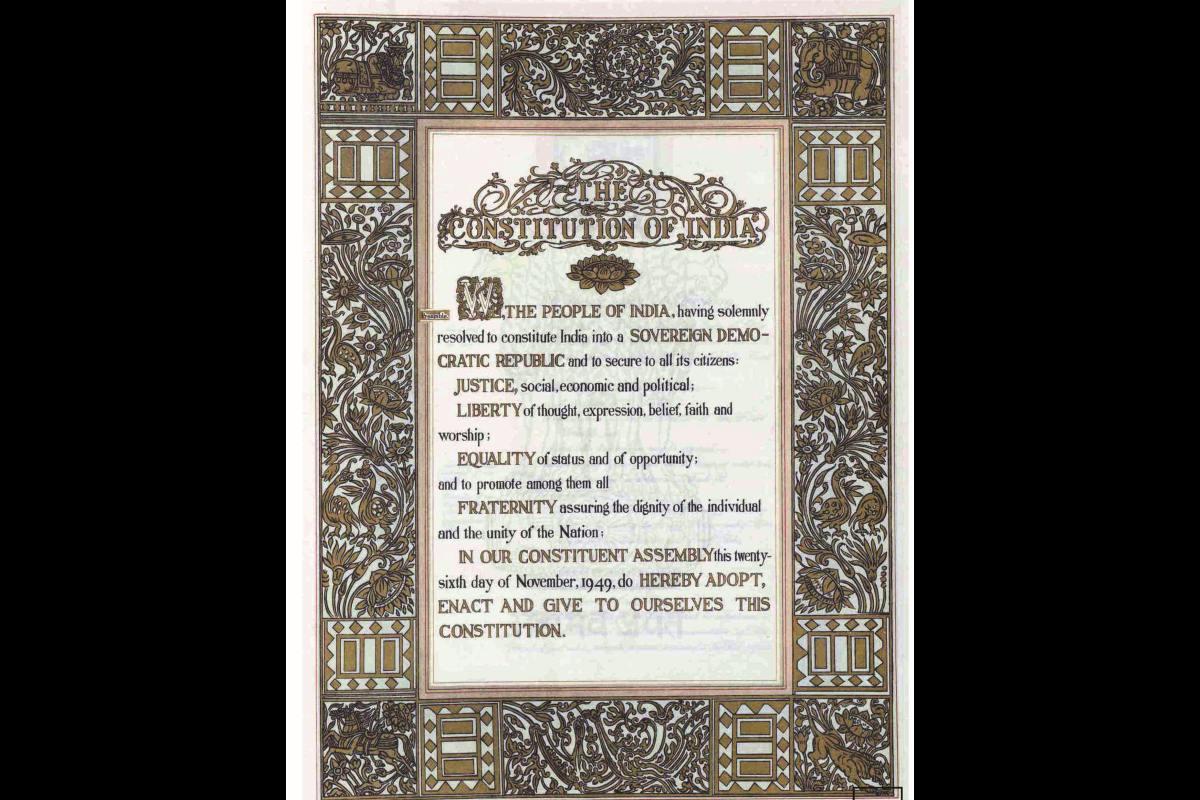 THE
CONSTITUTION OF INDIA
Preamble.
WE, THE PEOPLE OF INDIA, having solemnly
resolved to constitute India into a SOVEREIGN DEMO-
CRATIC REPUBLIC and to secure to all its citizens:
JUSTICE, social, economic and political;
LIBERTY of thought, expression, belief, faith and
worship;
EQUALITY of status and of opportunity;
and to promote among them all
FRATERNITY assuring the dignity of the individual
and the unity of the Nation;
IN OUR CONSTITUENT ASSEMBLY this twenty-
sixth day of November, 1949, do HEREBY ADOPT,
ENACT AND GIVE TO OURSELVES THIS
CONSTITUTION.